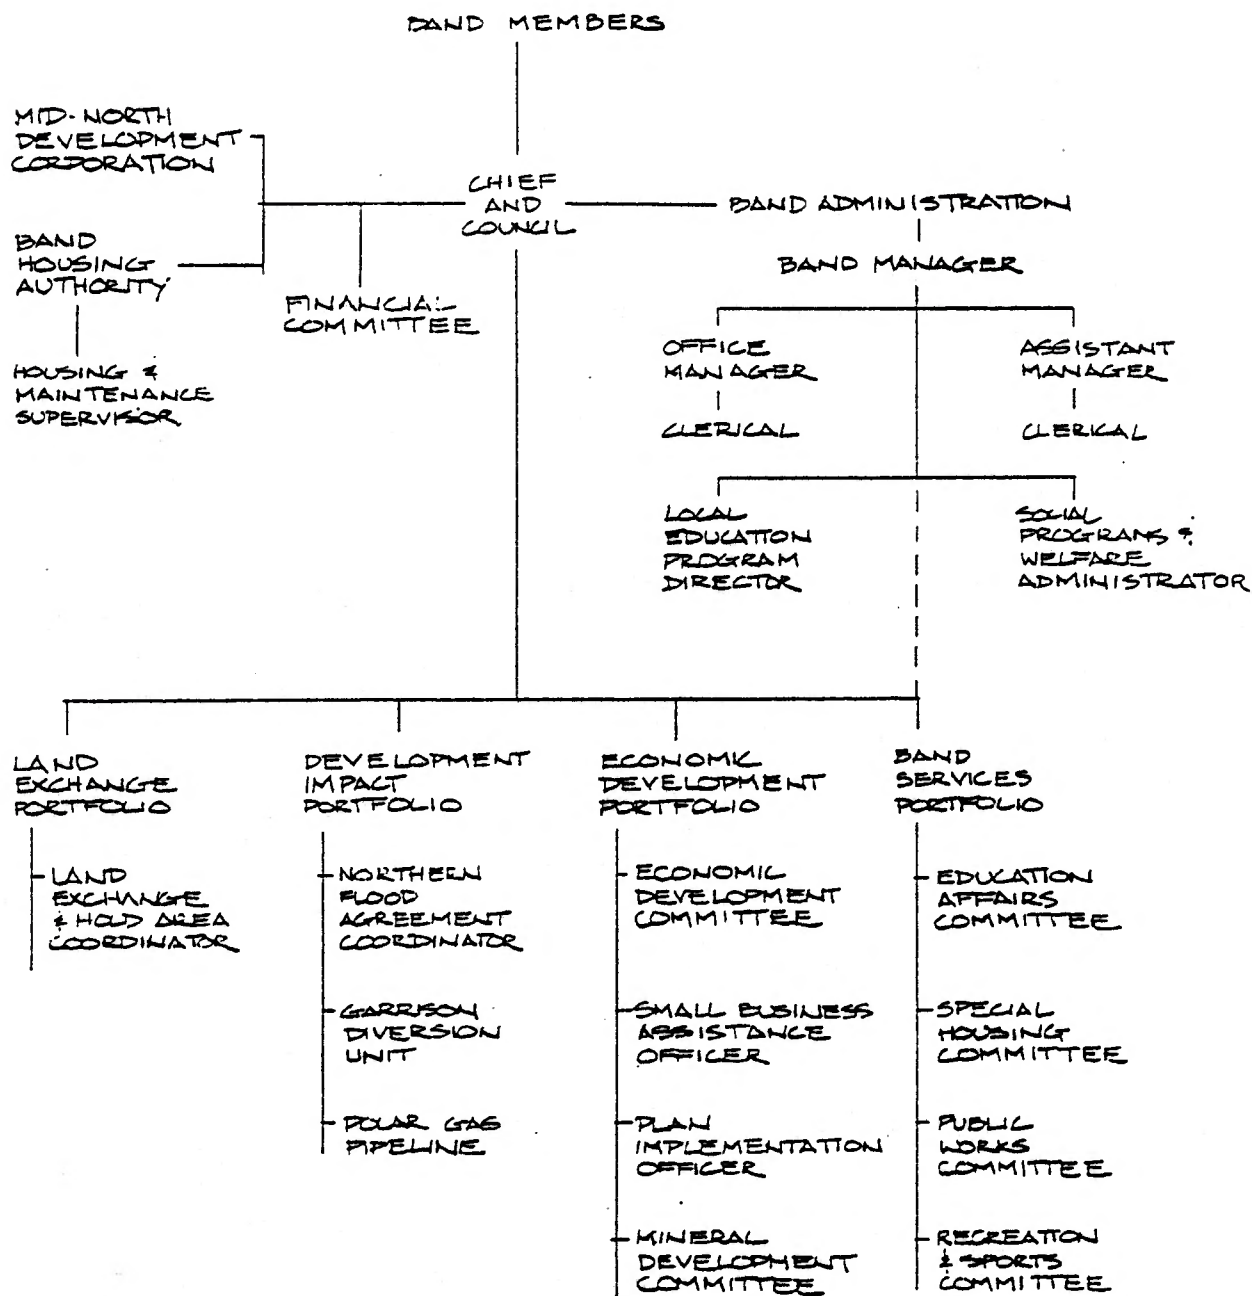 BAND MEMBERS
MID-NORTH
DEVELOPMENT
CORPORATION
CHIEF
AND
COUNCIL
BAND ADMINISTRATION
BAND
HOUSING
AUTHORITY
BAND MANAGER
FINANCIAL
COMMITTEE
HOUSING &
MAINTENANCE
SUPERVISOR
OFFICE
MANAGER
ASSISTANT
MANAGER
CLERICAL
CLERICAL
LOCAL
EDUCATION
PROGRAM
DIRECTOR
SOCIAL
PROGRAMS &
WELFARE
ADMINISTRATOR
LAND
EXCHANGE
PORTFOLIO
LAND
EXCHANGE
& HOLD AREA
COORDINATOR
DEVELOPMENT
IMPACT
PORTFOLIO
NORTHERN
FLOOD
AGREEMENT
COORDINATOR
GARRISON
DIVERSION
UNIT
POLAR GAS
PIPELINE
ECONOMIC
DEVELOPMENT
PORTFOLIO
ECONOMIC
DEVELOPMENT
COMMITTEE
SMALL BUSINESS
ASSISTANCE
OFFICER
PLAN
IMPLEMENTATION
OFFICER
MINERAL
DEVELOPMENT
COMMITTEE
BAND
SERVICES
PORTFOLIO
EDUCATION
AFFAIRS
COMMITTEE
SPECIAL
HOUSING
COMMITTEE
PUBLIC
WORKS
COMMITTEE
RECREATION
& SPORTS
COMMITTEE